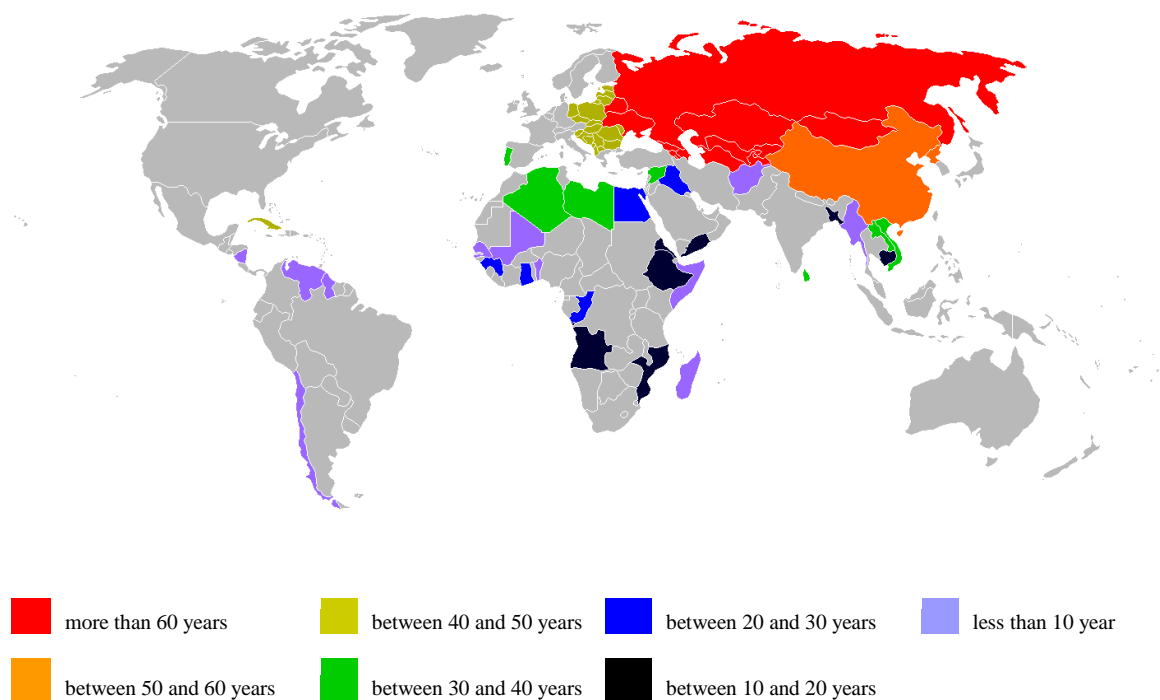 more than 60 years
between 40 and 50 years
between 20 and 30 years
less than 10 year
between 50 and 60 years
between 30 and 40 years
between 10 and 20 years